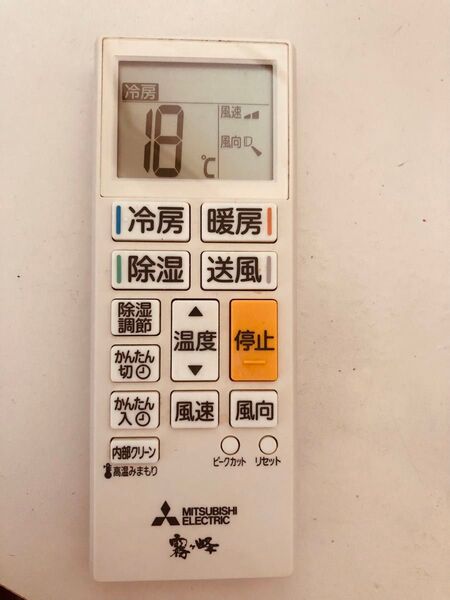 冷房
18℃
風速
風向
冷房 暖房
除湿 送風
除湿
調節
温度
停止
かんたん
切
かんたん
入
風速
風向
内部クリーン
高温みまもり
ピークカット
リセット
MITSUBISHI
ELECTRIC
霧ヶ峰